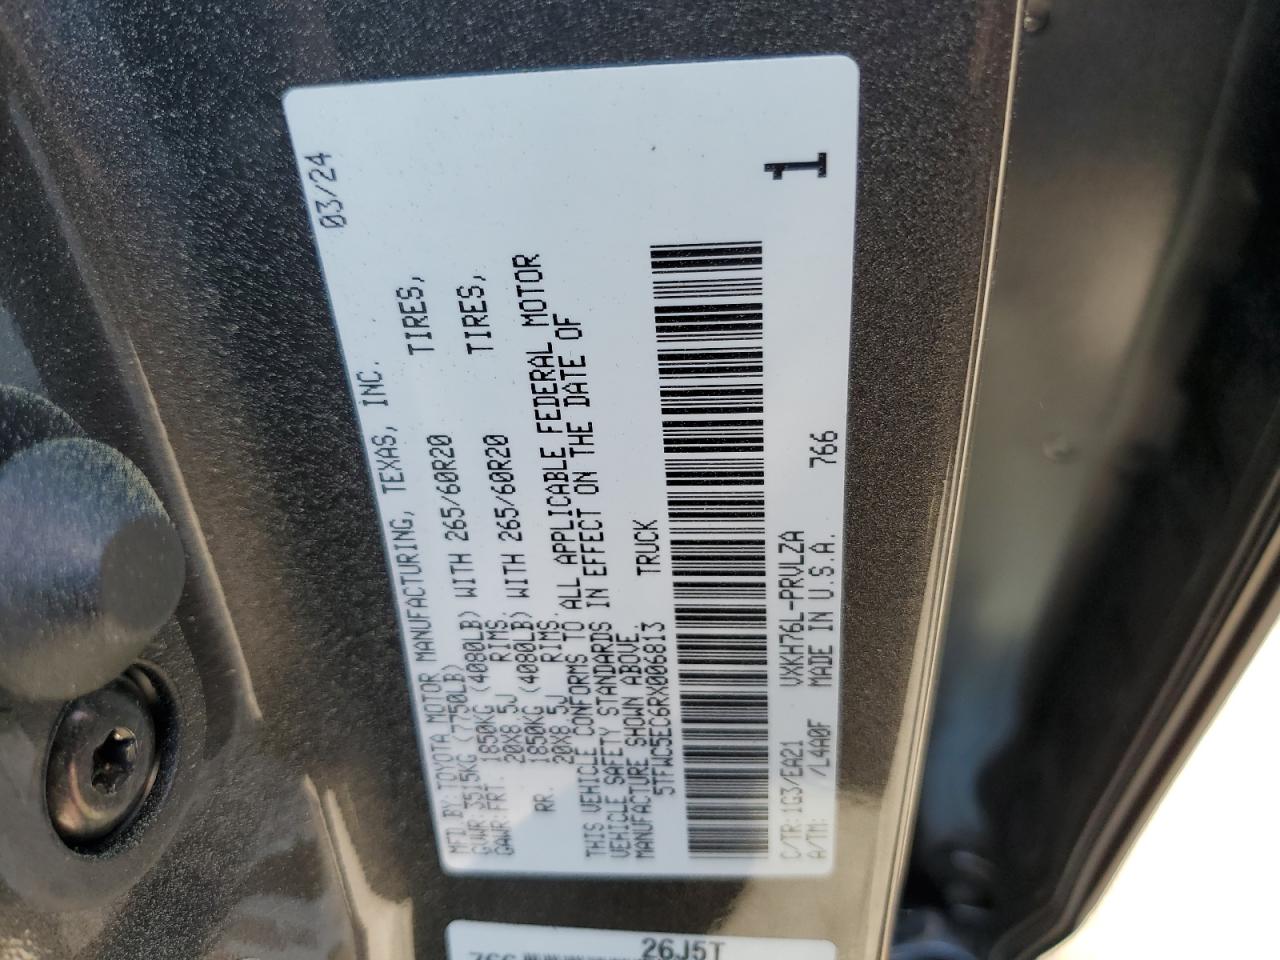 MFD BY: TOYOTA MOTOR MANUFACTURING, TEXAS, INC. 03/24
GVWR: 3515KG (7750LB)
GAWR: FRT. 1850KG (4080LB) WITH 265/60R20 TIRES,
20X8.5J RIMS
RR. 1850KG (4080LB) WITH 265/60R20 TIRES,
20X8.5J RIMS.
THIS VEHICLE CONFORMS TO ALL APPLICABLE FEDERAL MOTOR
VEHICLE SAFETY STANDARDS IN EFFECT ON THE DATE OF
MANUFACTURE SHOWN ABOVE.
5TFWC5EC6RX006813 TRUCK
1
C/TR: 1G3/EA21 VXKH76L-PRVLZA 766
A/TM: /L4A0F MADE IN U.S.A.
26J5T